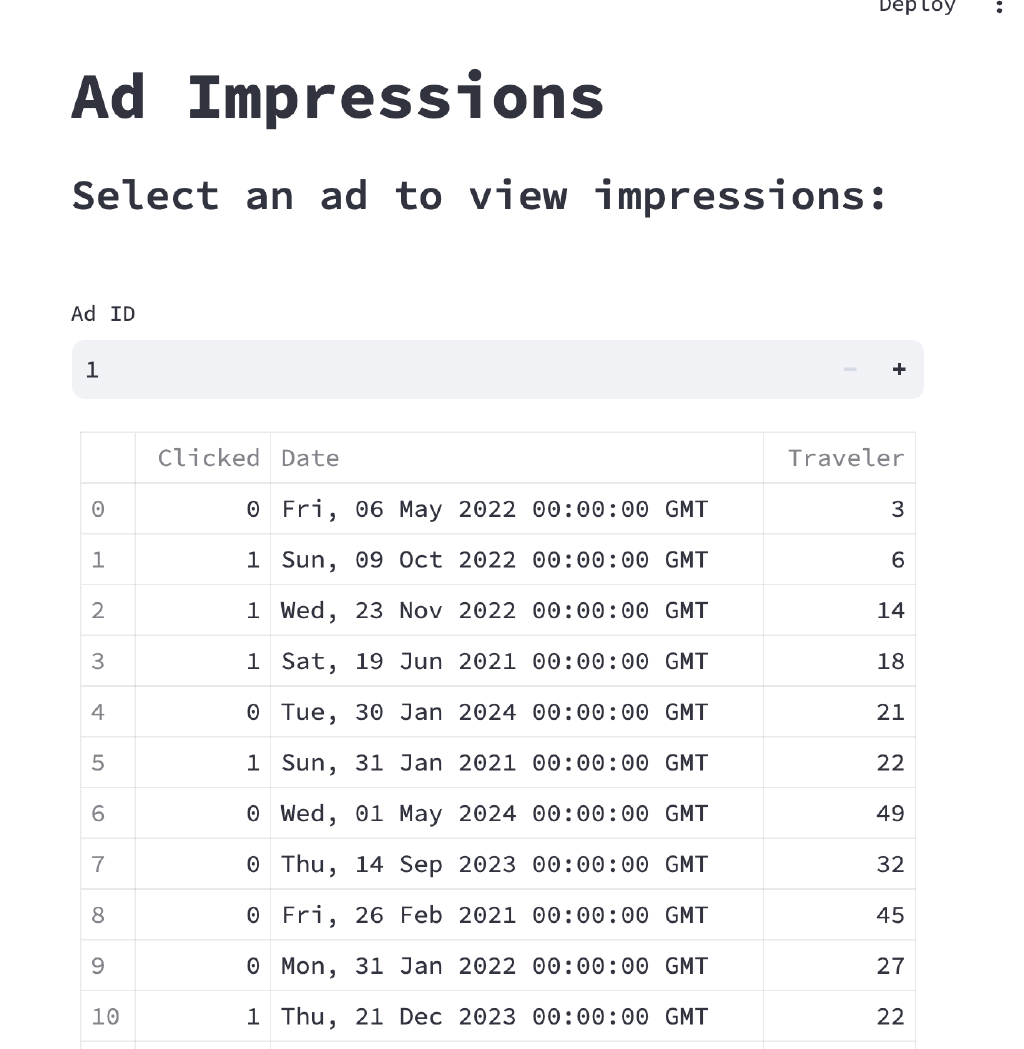 Deploy
Ad Impressions
Select an ad to view impressions:
Ad ID
1 − +
Clicked Date Traveler
0 0 Fri, 06 May 2022 00:00:00 GMT 3
1 1 Sun, 09 Oct 2022 00:00:00 GMT 6
2 1 Wed, 23 Nov 2022 00:00:00 GMT 14
3 1 Sat, 19 Jun 2021 00:00:00 GMT 18
4 0 Tue, 30 Jan 2024 00:00:00 GMT 21
5 1 Sun, 31 Jan 2021 00:00:00 GMT 22
6 0 Wed, 01 May 2024 00:00:00 GMT 49
7 0 Thu, 14 Sep 2023 00:00:00 GMT 32
8 0 Fri, 26 Feb 2021 00:00:00 GMT 45
9 0 Mon, 31 Jan 2022 00:00:00 GMT 27
10 1 Thu, 21 Dec 2023 00:00:00 GMT 22